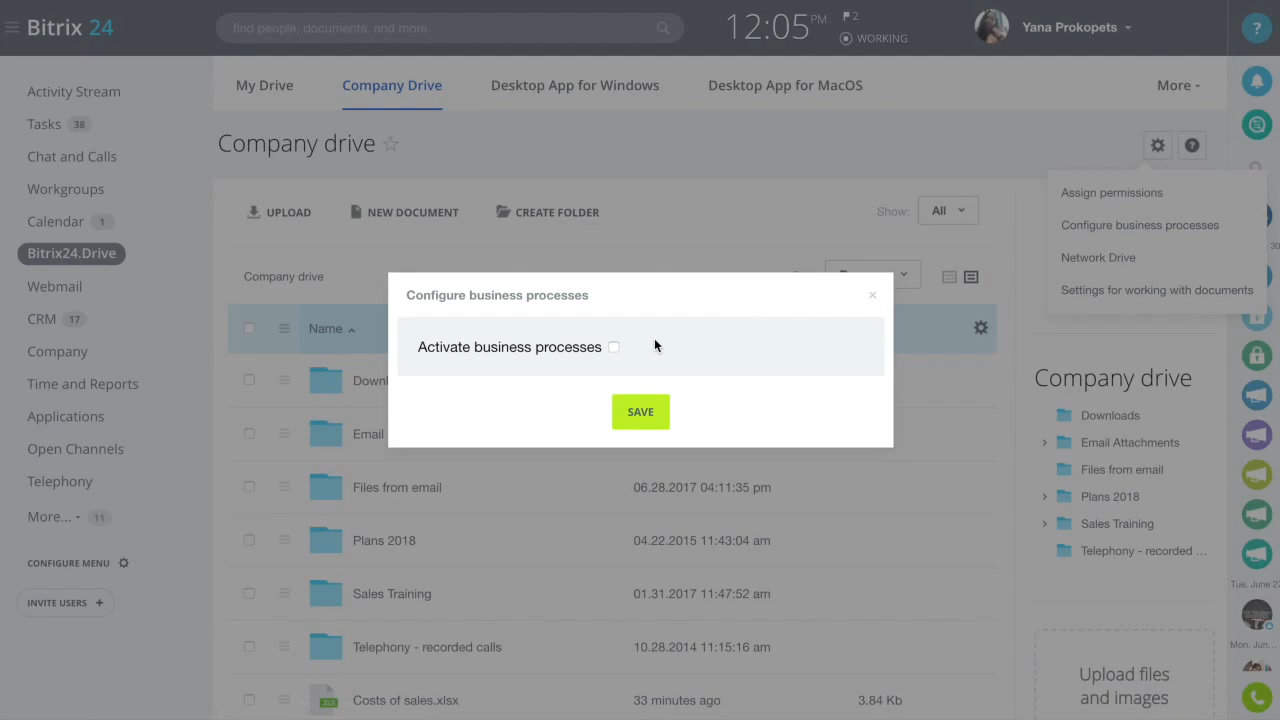 Bitrix 24
find people, documents, and more
12:05 PM
2
WORKING
Yana Prokopets
?
Activity Stream
Tasks 38
Chat and Calls
Workgroups
Calendar 1
Bitrix24.Drive
Webmail
CRM 17
Company
Time and Reports
Applications
Open Channels
Telephony
More... 11
CONFIGURE MENU
INVITE USERS +
My Drive
Company Drive
Desktop App for Windows
Desktop App for MacOS
More
Company drive
?
Assign permissions
Configure business processes
Network Drive
Settings for working with documents
UPLOAD
NEW DOCUMENT
CREATE FOLDER
Show: All
Company drive
Configure business processes
×
Activate business processes
SAVE
Name
Downl
Email
Files from email 06.28.2017 04:11:35 pm
Plans 2018 04.22.2015 11:43:04 am
Sales Training 01.31.2017 11:47:52 am
Telephony - recorded calls 10.28.2014 11:15:16 am
XLS
Costs of sales.xlsx 33 minutes ago 3.84 Kb
Company drive
Downloads
Email Attachments
Files from email
Plans 2018
Sales Training
Telephony - recorded ...
Upload files
and images
30
Tue, June 27
Mon. Jun...